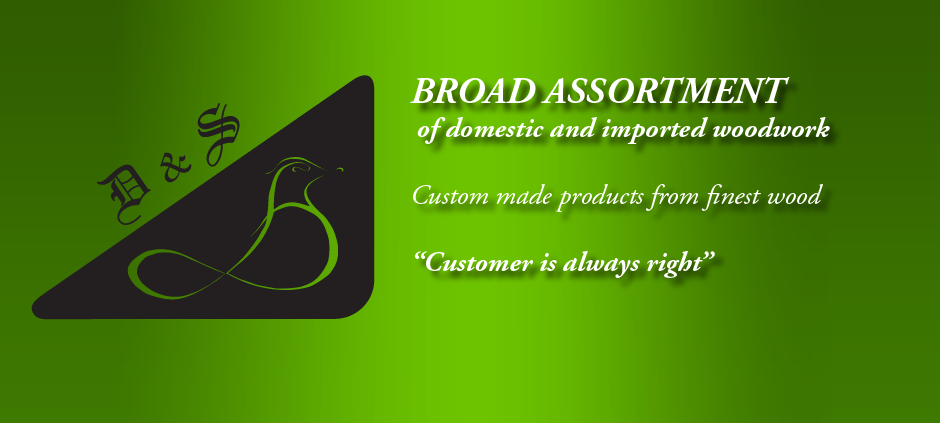 D & S
BROAD ASSORTMENT
of domestic and imported woodwork
Custom made products from finest wood
“Customer is always right”